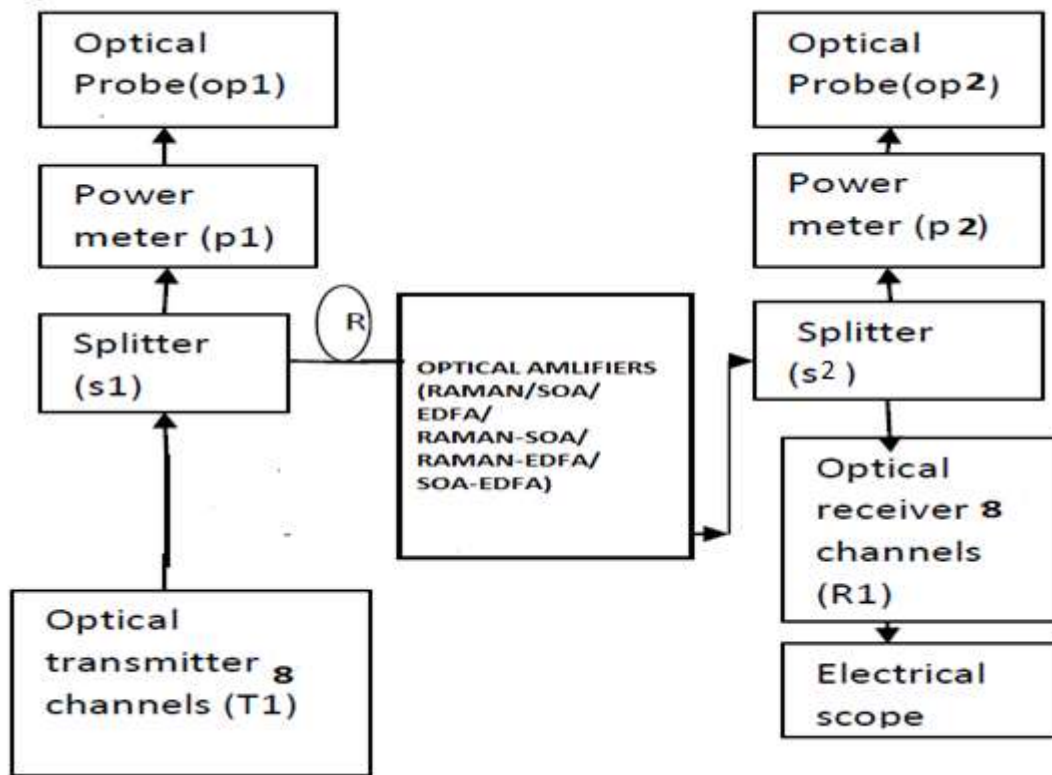 Optical
Probe(op1)
Power
meter (p1)
Splitter
(s1)
Optical
transmitter 8
channels (T1)
R
OPTICAL AMLIFIERS
(RAMAN/SOA/
EDFA/
RAMAN-SOA/
RAMAN-EDFA/
SOA-EDFA)
Optical
Probe(op2)
Power
meter (p2)
Splitter
(s2)
Optical
receiver 8
channels
(R1)
Electrical
scope